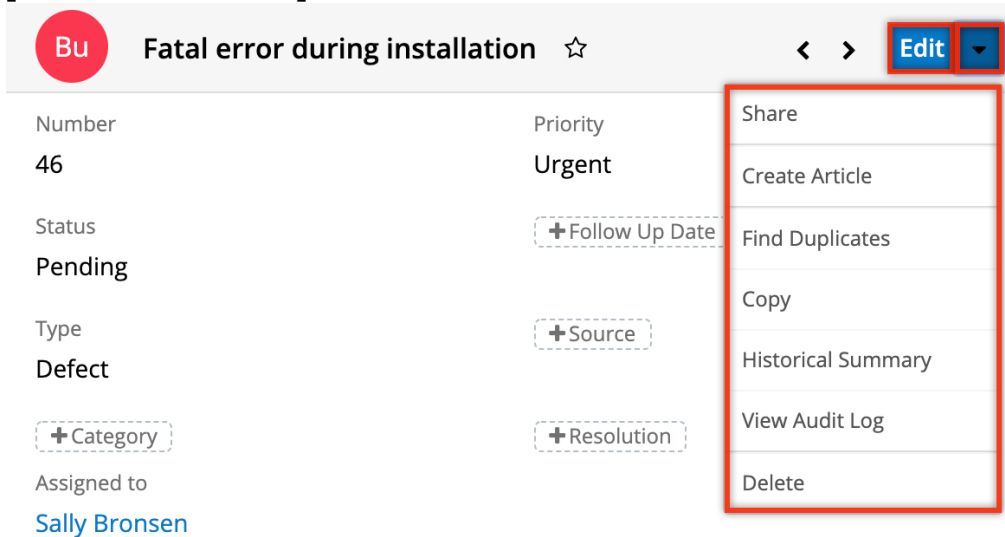 Bu
Fatal error during installation
Edit
Number
46
Priority
Urgent
Status
Pending
Follow Up Date
Type
Defect
Source
Category
Resolution
Assigned to
Sally Bronsen
Share
Create Article
Find Duplicates
Copy
Historical Summary
View Audit Log
Delete